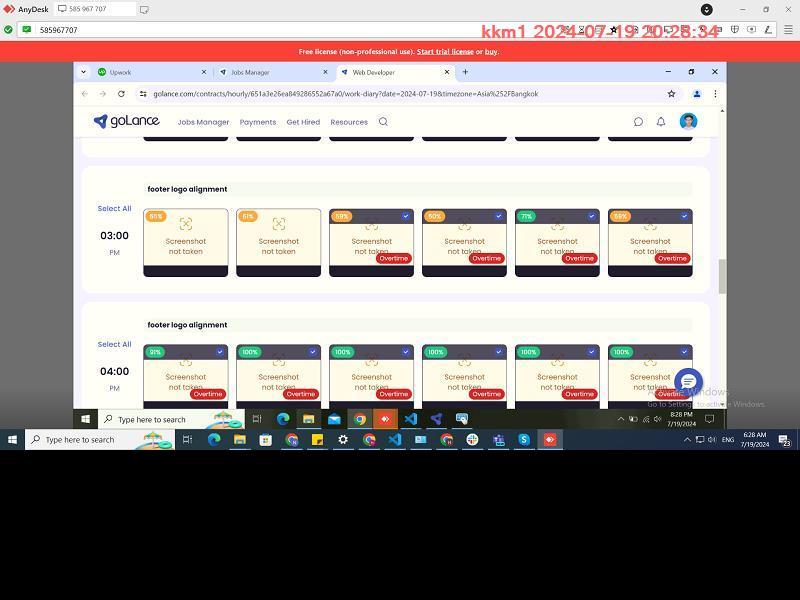 AnyDesk
585 967 707
585967707
kkm1 2024-07-19 20:28:34
Free license (non-professional use). Start trial license or buy.
Upwork
Jobs Manager
Web Developer
golance.com/contracts/hourly/651a3e26ea849286552a67a0/work-diary?date=2024-07-19&timezone=Asia%252FBangkok
goLance
Jobs Manager
Payments
Get Hired
Resources
footer logo alignment
Select All
03:00
PM
Screenshot not taken
51%
Screenshot not taken
59%
Screenshot not taken
Overtime
50%
Screenshot not taken
Overtime
71%
Screenshot not taken
Overtime
Screenshot not taken
Overtime
footer logo alignment
Select All
04:00
PM
91%
Screenshot not taken
Overtime
100%
Screenshot not taken
Overtime
100%
Screenshot not taken
Overtime
100%
Screenshot not taken
Overtime
100%
Screenshot not taken
Overtime
100%
Screenshot not taken
Overtime
Activate Windows
Go to Settings to activate Windows.
Type here to search
8:28 PM
7/19/2024
Type here to search
ENG
6:28 AM
7/19/2024
23